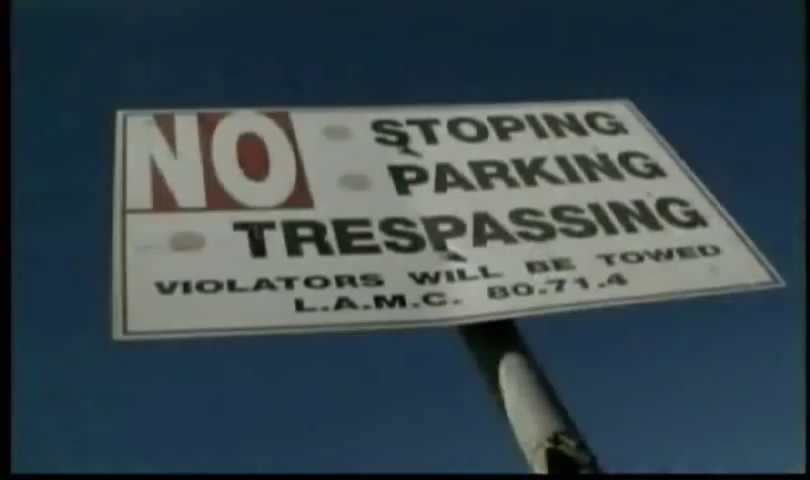 NO STOPING
PARKING
TRESPASSING
VIOLATORS WILL BE TOWED
L.A.M.C. 80.71.4